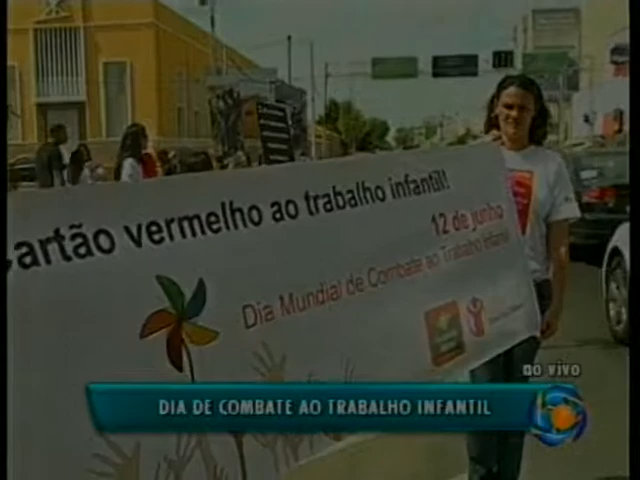 Cartão vermelho ao trabalho infantil!
12 de junho
Dia Mundial de Combate ao Trabalho Infantil
AO VIVO
DIA DE COMBATE AO TRABALHO INFANTIL